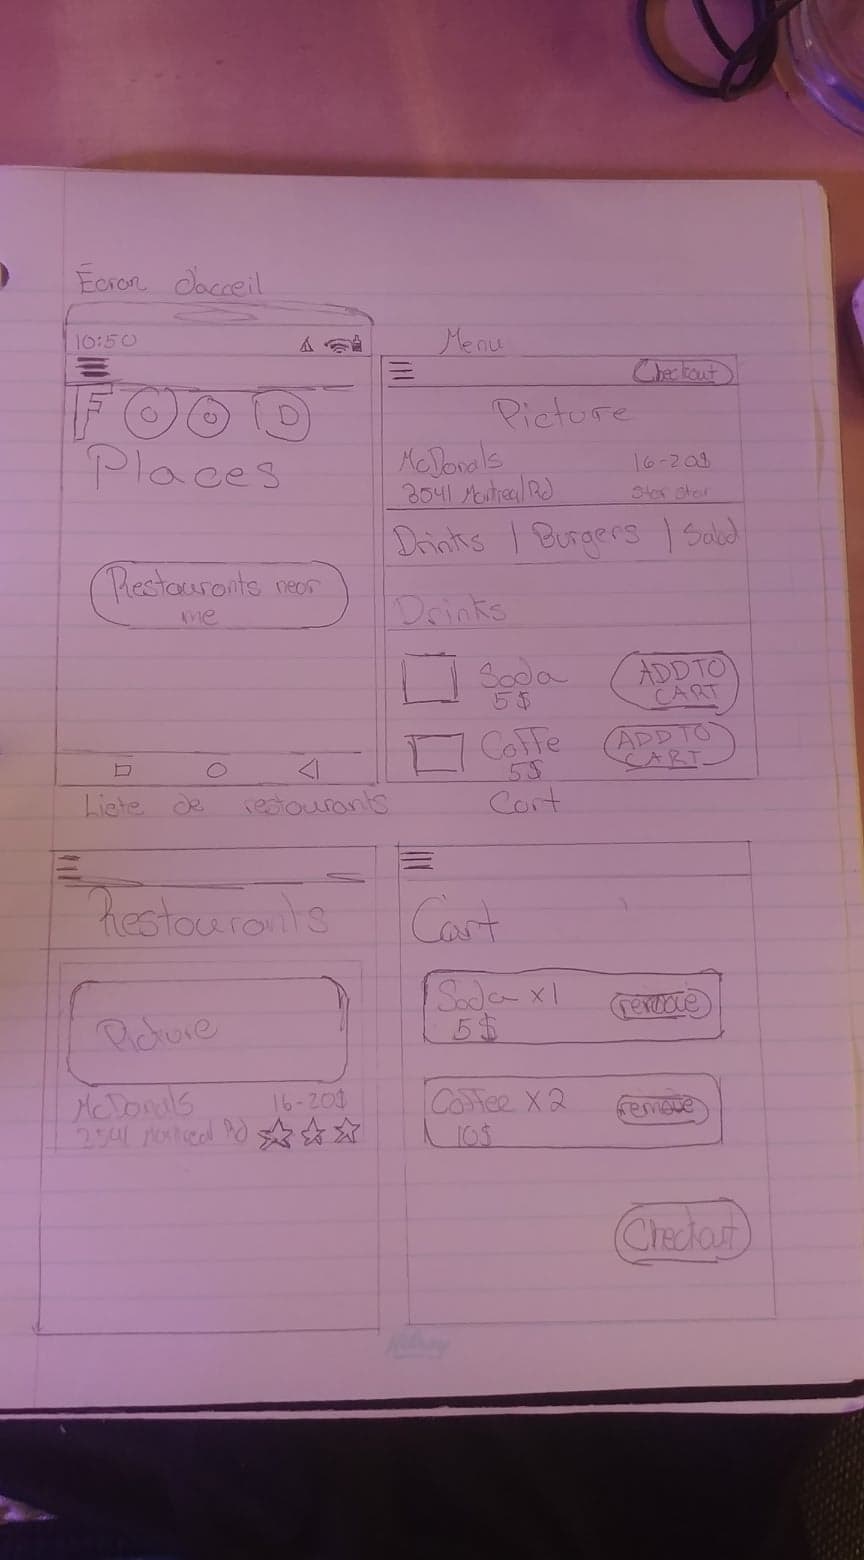 Écran d'acceil
10:50
FOOD
Places
Restaurants near
me
Menu
Checkout
Picture
McDonals 16-20$
3541 Montreal Rd Star Star
Drinks | Burgers | Salad
Drinks
Soda
5$
ADD TO
CART
Coffe
5$
ADD TO
CART
Liste de restaurants
Restaurants
Picture
McDonals 16-20$
2541 Montreal Rd
Cart
Cart
Soda x1
5$
remove
Coffee x2
10$
remove
Checkout